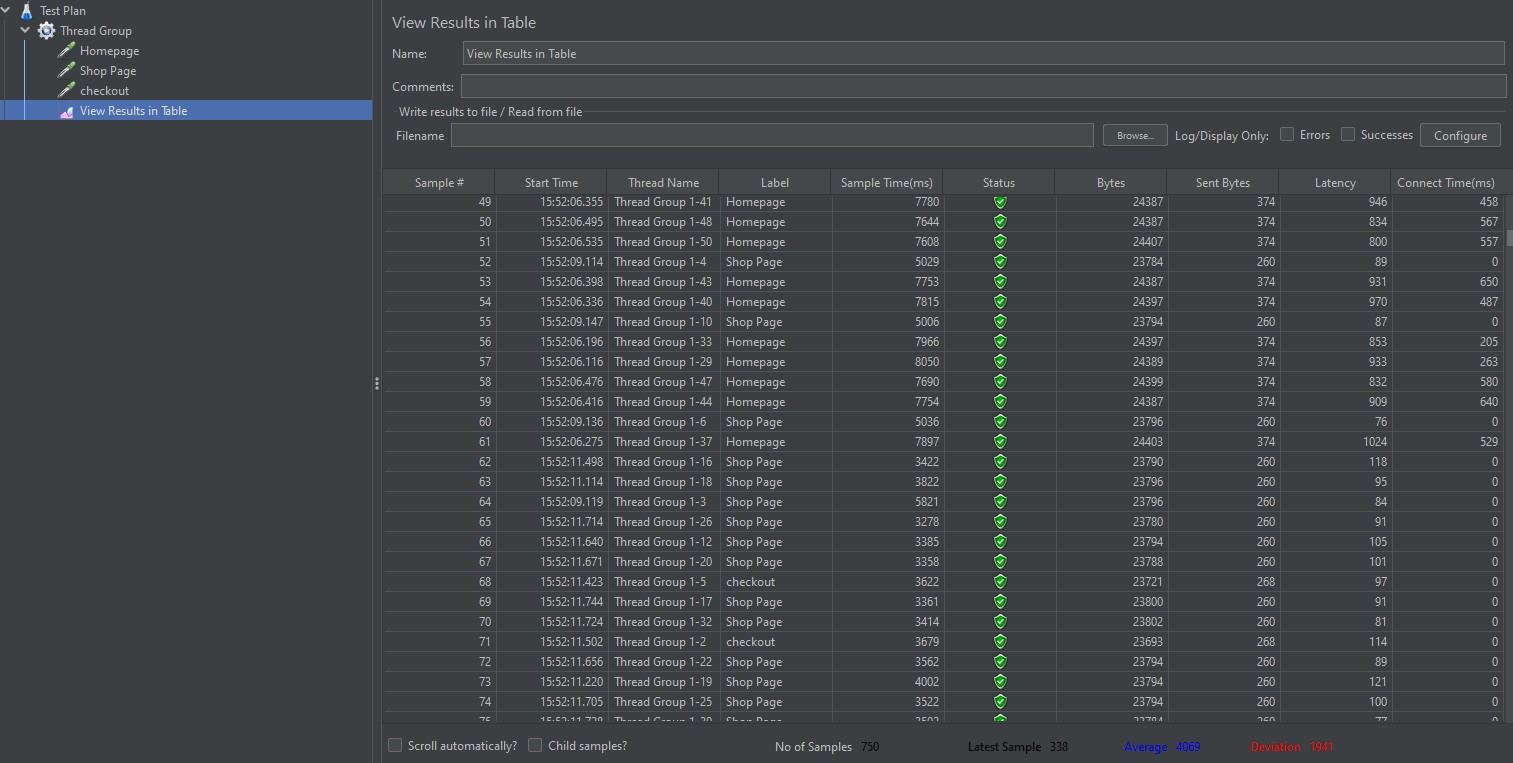 Test Plan
Thread Group
Homepage
Shop Page
checkout
View Results in Table
View Results in Table
Name: View Results in Table
Comments:
Write results to file / Read from file
Filename Browse... Log/Display Only: Errors Successes Configure
Sample # Start Time Thread Name Label Sample Time(ms) Status Bytes Sent Bytes Latency Connect Time(ms)
49 15:52:06.355 Thread Group 1-41 Homepage 7780 24387 374 946 458
50 15:52:06.495 Thread Group 1-48 Homepage 7644 24387 374 834 567
51 15:52:06.535 Thread Group 1-50 Homepage 7608 24407 374 800 557
52 15:52:09.114 Thread Group 1-4 Shop Page 5029 23784 260 89 0
53 15:52:06.398 Thread Group 1-43 Homepage 7753 24387 374 931 650
54 15:52:06.336 Thread Group 1-40 Homepage 7815 24397 374 970 487
55 15:52:09.147 Thread Group 1-10 Shop Page 5006 23794 260 87 0
56 15:52:06.196 Thread Group 1-33 Homepage 7966 24397 374 853 205
57 15:52:06.116 Thread Group 1-29 Homepage 8050 24389 374 933 263
58 15:52:06.476 Thread Group 1-47 Homepage 7690 24399 374 832 580
59 15:52:06.416 Thread Group 1-44 Homepage 7754 24387 374 909 640
60 15:52:09.136 Thread Group 1-6 Shop Page 5036 23796 260 76 0
61 15:52:06.275 Thread Group 1-37 Homepage 7897 24403 374 1024 529
62 15:52:11.498 Thread Group 1-16 Shop Page 3422 23790 260 118 0
63 15:52:11.114 Thread Group 1-18 Shop Page 3822 23796 260 95 0
64 15:52:09.119 Thread Group 1-3 Shop Page 5821 23796 260 84 0
65 15:52:11.714 Thread Group 1-26 Shop Page 3278 23780 260 91 0
66 15:52:11.640 Thread Group 1-12 Shop Page 3385 23794 260 105 0
67 15:52:11.671 Thread Group 1-20 Shop Page 3358 23788 260 101 0
68 15:52:11.423 Thread Group 1-5 checkout 3622 23721 268 97 0
69 15:52:11.744 Thread Group 1-17 Shop Page 3361 23800 260 91 0
70 15:52:11.724 Thread Group 1-32 Shop Page 3414 23802 260 81 0
71 15:52:11.502 Thread Group 1-2 checkout 3679 23693 268 114 0
72 15:52:11.656 Thread Group 1-22 Shop Page 3562 23794 260 89 0
73 15:52:11.220 Thread Group 1-19 Shop Page 4002 23794 260 121 0
74 15:52:11.705 Thread Group 1-25 Shop Page 3522 23794 260 100 0
Scroll automatically? Child samples? No of Samples 750 Latest Sample 338 Average 4069 Deviation 1941